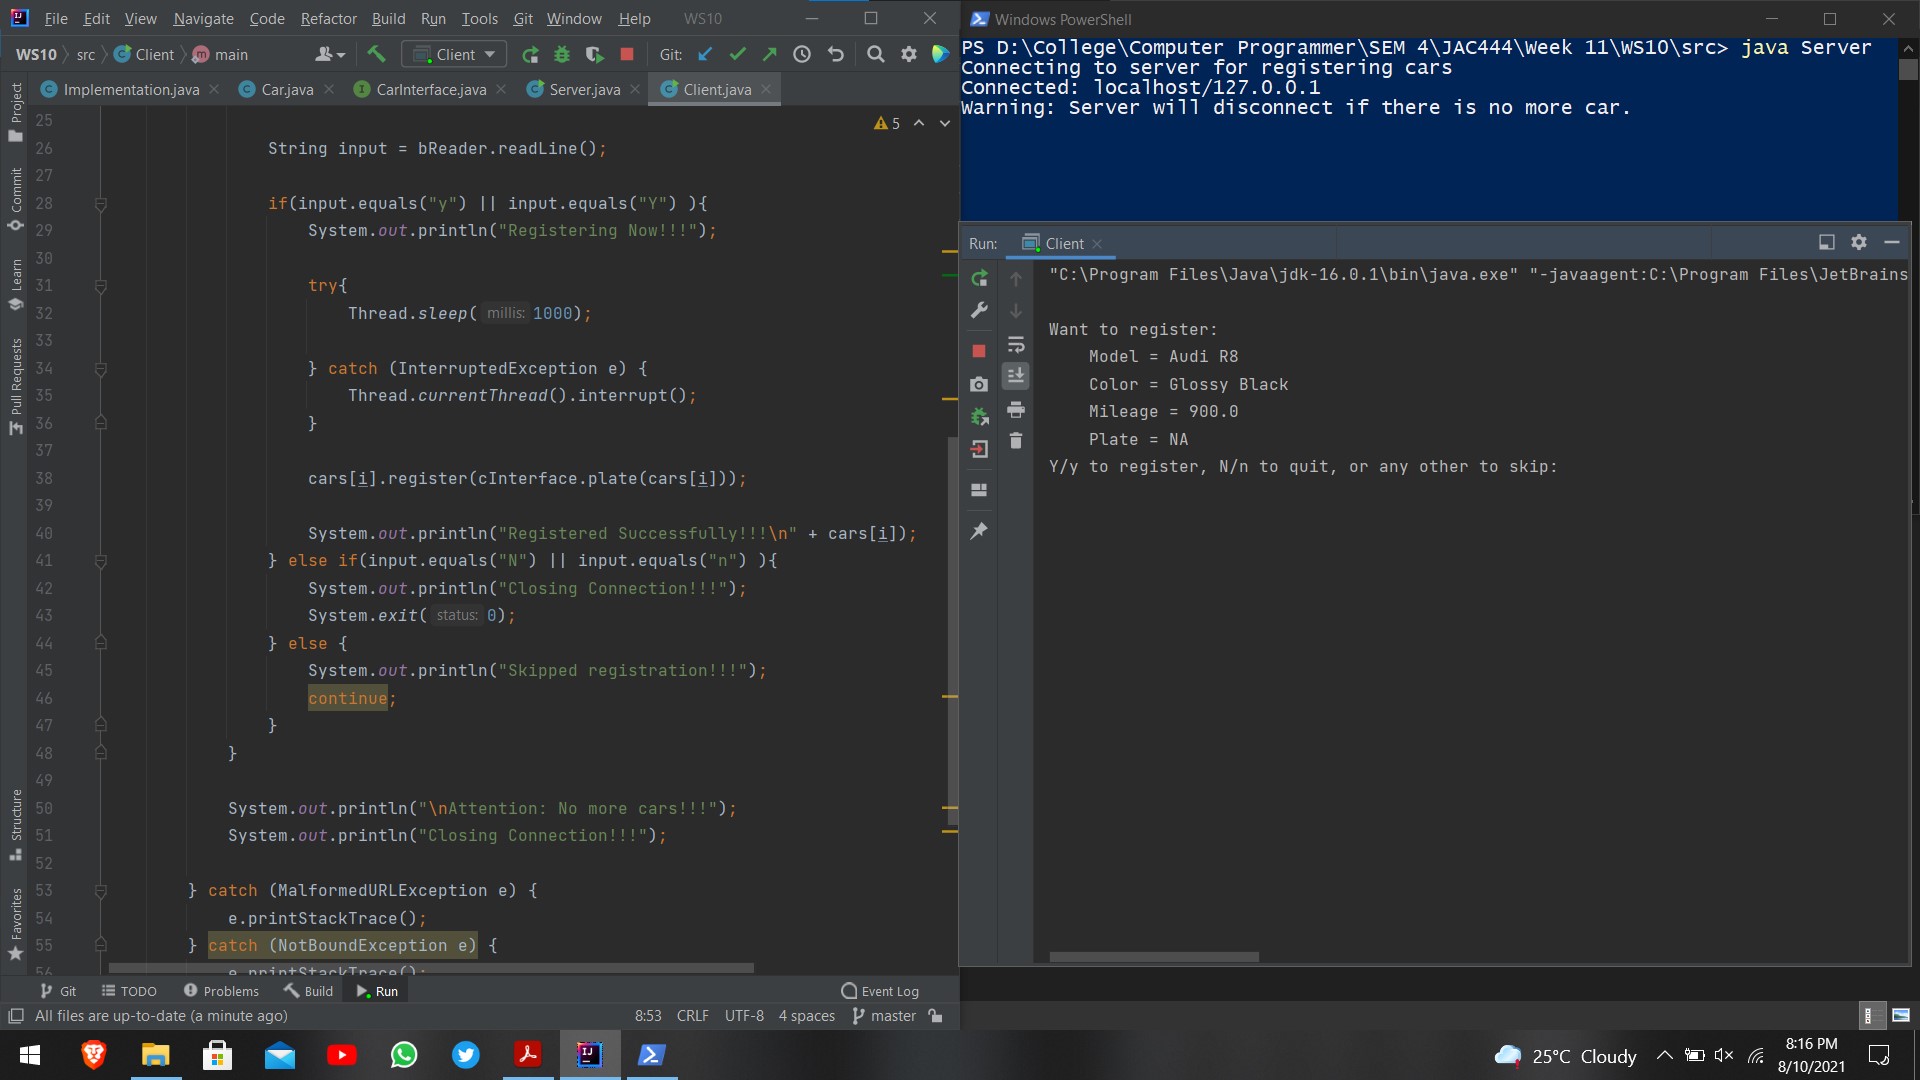 File Edit View Navigate Code Refactor Build Run Tools Git Window Help WS10
WS10 src Client main Client Git:
Implementation.java Car.java CarInterface.java Server.java Client.java
Project
Commit
Learn
Pull Requests
Structure
Favorites
5
25
26 String input = bReader.readLine();
27
28 if(input.equals("y") || input.equals("Y") ){
29 System.out.println("Registering Now!!!");
30
31 try{
32 Thread.sleep( millis: 1000);
33
34 } catch (InterruptedException e) {
35 Thread.currentThread().interrupt();
36 }
37
38 cars[i].register(cInterface.plate(cars[i]));
39
40 System.out.println("Registered Successfully!!!\n" + cars[i]);
41 } else if(input.equals("N") || input.equals("n") ){
42 System.out.println("Closing Connection!!!");
43 System.exit( status: 0);
44 } else {
45 System.out.println("Skipped registration!!!");
46 continue;
47 }
48 }
49
50 System.out.println("\nAttention: No more cars!!!");
51 System.out.println("Closing Connection!!!");
52
53 } catch (MalformedURLException e) {
54 e.printStackTrace();
55 } catch (NotBoundException e) {
56 e.printStackTrace();
Git TODO Problems Build Run Event Log
All files are up-to-date (a minute ago) 8:53 CRLF UTF-8 4 spaces master
Windows PowerShell
PS D:\College\Computer Programmer\SEM 4\JAC444\Week 11\WS10\src> java Server
Connecting to server for registering cars
Connected: localhost/127.0.0.1
Warning: Server will disconnect if there is no more car.
Run: Client
"C:\Program Files\Java\jdk-16.0.1\bin\java.exe" "-javaagent:C:\Program Files\JetBrains
Want to register:
Model = Audi R8
Color = Glossy Black
Mileage = 900.0
Plate = NA
Y/y to register, N/n to quit, or any other to skip:
25°C Cloudy
8:16 PM
8/10/2021